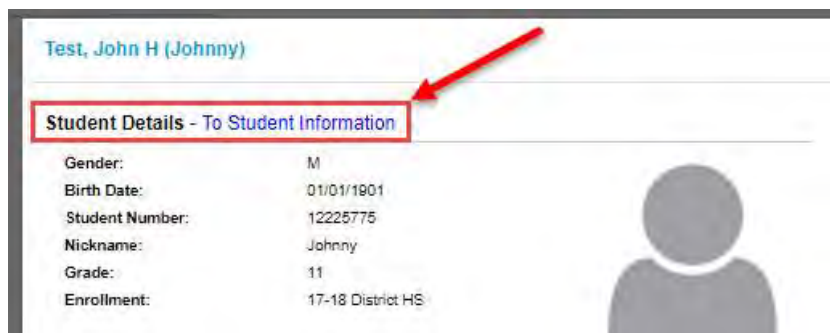 Test, John H (Johnny)
Student Details - To Student Information
Gender: M
Birth Date: 01/01/1901
Student Number: 12225775
Nickname: Johnny
Grade: 11
Enrollment: 17-18 District HS